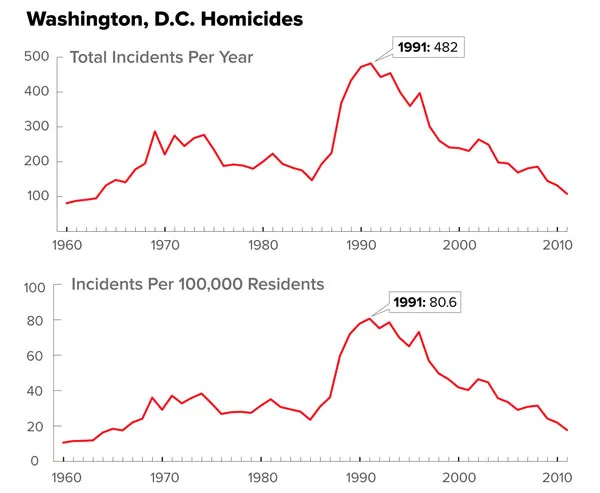 Washington, D.C. Homicides
Total Incidents Per Year
1991: 482
500
400
300
200
100
1960 1970 1980 1990 2000 2010
Incidents Per 100,000 Residents
1991: 80.6
100
80
60
40
20
0
1960 1970 1980 1990 2000 2010